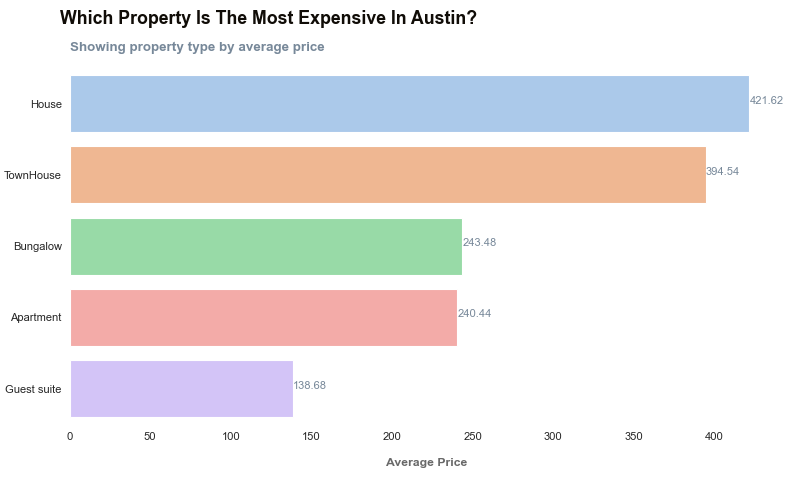 Which Property Is The Most Expensive In Austin?
Showing property type by average price
House 421.62
TownHouse 394.54
Bungalow 243.48
Apartment 240.44
Guest suite 138.68
0 50 100 150 200 250 300 350 400
Average Price